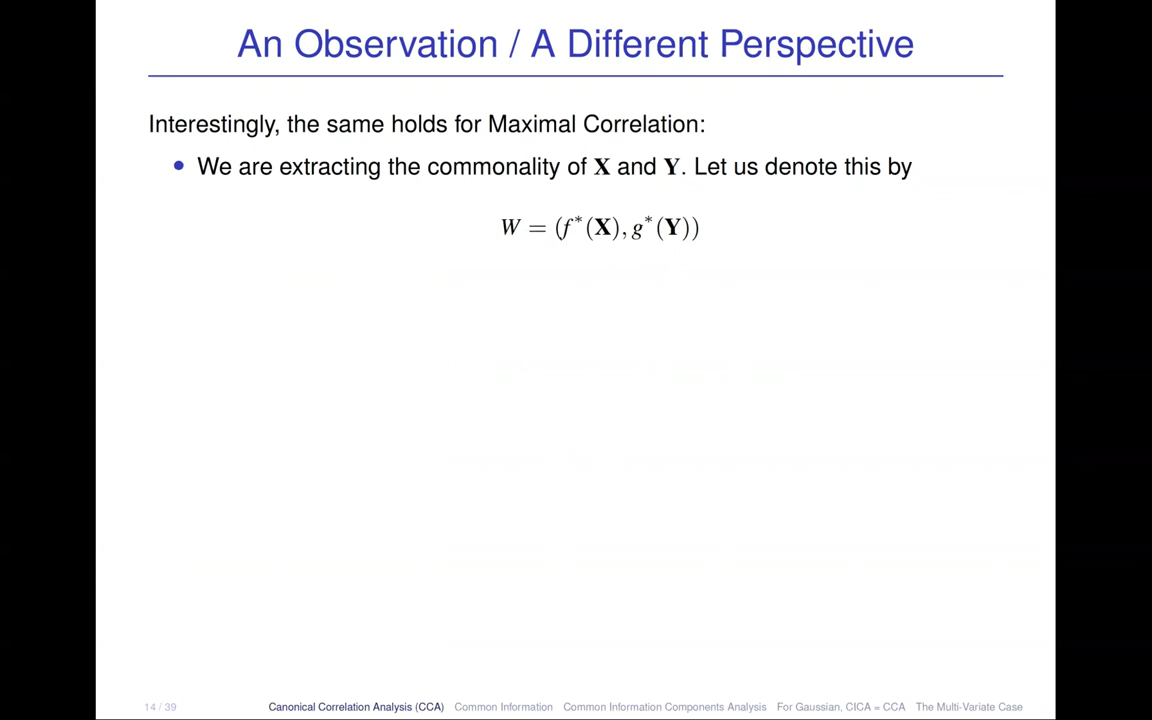 An Observation / A Different Perspective
Interestingly, the same holds for Maximal Correlation:
• We are extracting the commonality of X and Y. Let us denote this by
W = (f*(X), g*(Y))
14 / 39 Canonical Correlation Analysis (CCA) Common Information Common Information Components Analysis For Gaussian, CICA = CCA The Multi-Variate Case